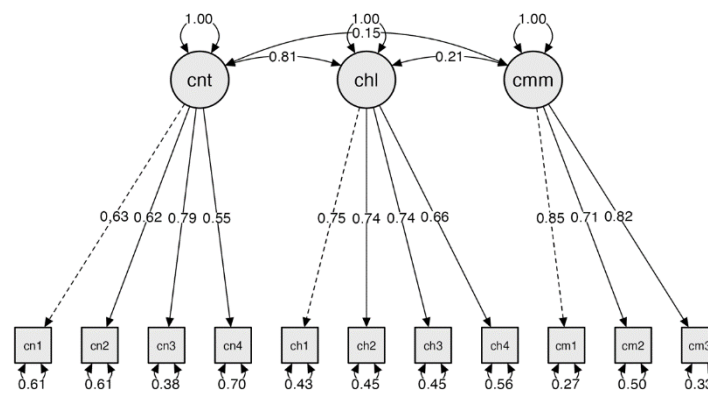 1.00 1.00 1.00
0.15
0.81 0.21
cnt chl cmm
0,63 0.62 0.79 0.55 0.75 0.74 0.74 0.66 0.85 0.71 0.82
cn1 cn2 cn3 cn4 ch1 ch2 ch3 ch4 cm1 cm2 cm3
0.61 0.61 0.38 0.70 0.43 0.45 0.45 0.56 0.27 0.50 0.33